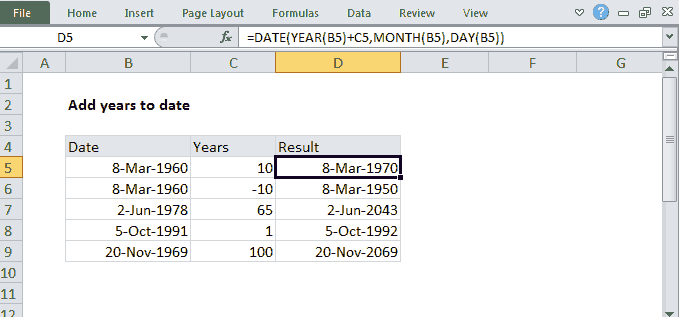 File Home Insert Page Layout Formulas Data Review View ?
D5 fx =DATE(YEAR(B5)+C5,MONTH(B5),DAY(B5))
A B C D E F G
1
2 Add years to date
3
4 Date Years Result
5 8-Mar-1960 10 8-Mar-1970
6 8-Mar-1960 -10 8-Mar-1950
7 2-Jun-1978 65 2-Jun-2043
8 5-Oct-1991 1 5-Oct-1992
9 20-Nov-1969 100 20-Nov-2069
10
11
12